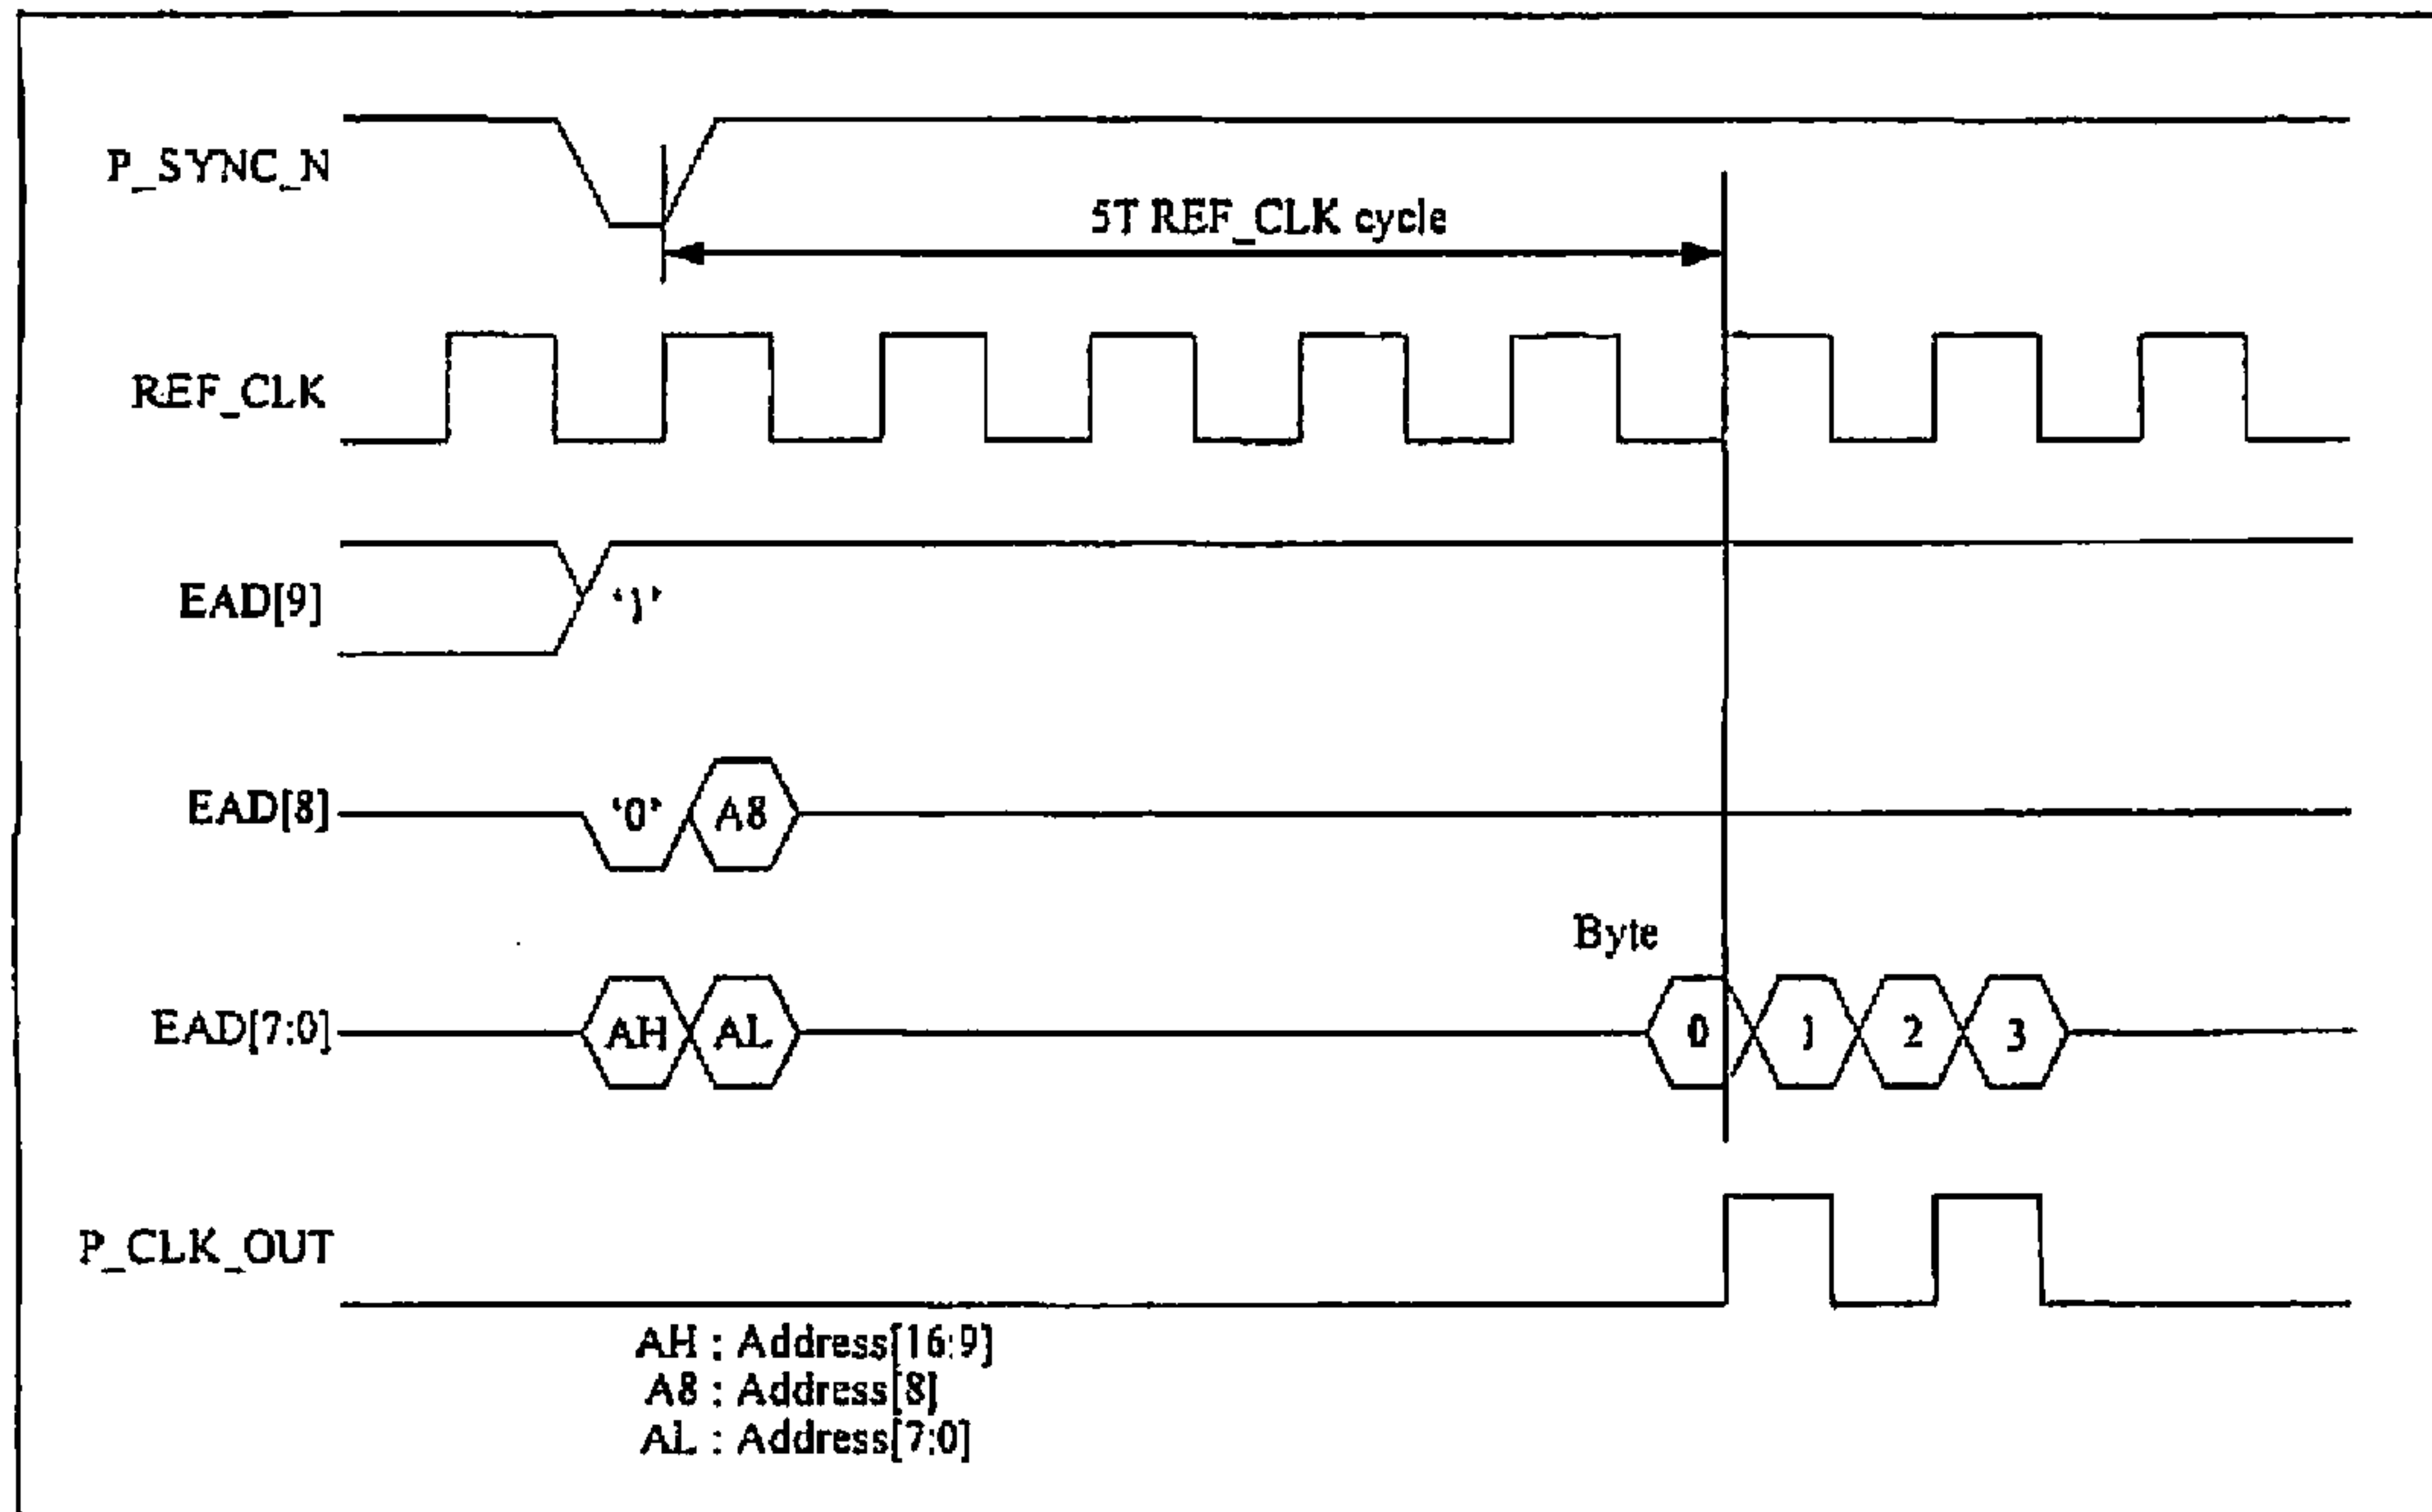 P_SYNC_N
5T REF_CLK cycle
REF_CLK
EAD[9]
‘1’
EAD[8]
‘0’ A8
Byte
EAD[7:0]
AH AL 0 1 2 3
P_CLK_OUT
AH : Address[16:9]
A8 : Address[8]
AL : Address[7:0]